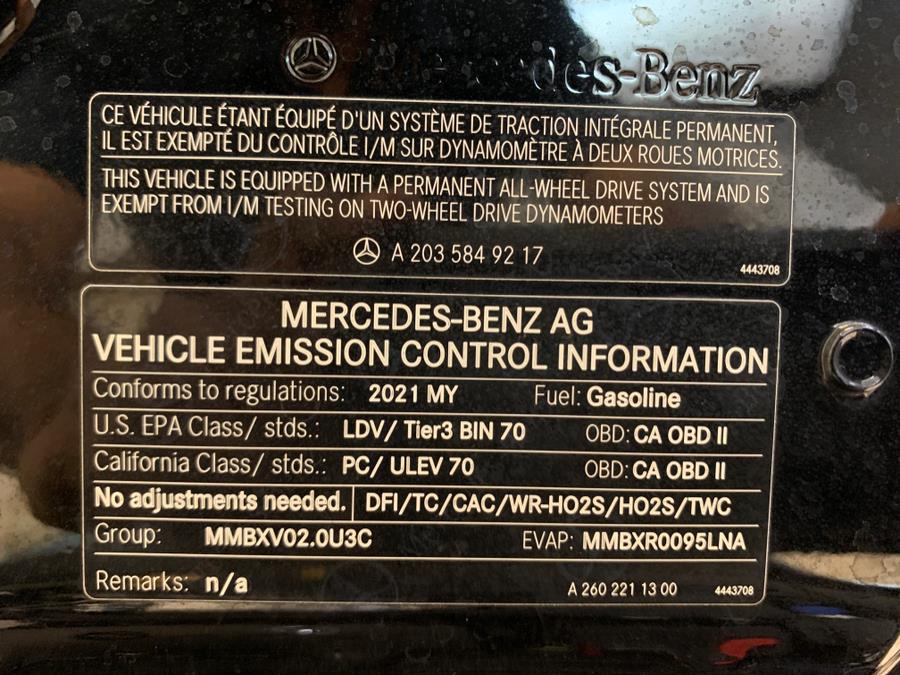 Mercedes-Benz
CE VÉHICULE ÉTANT ÉQUIPÉ D'UN SYSTÈME DE TRACTION INTÉGRALE PERMANENT,
IL EST EXEMPTÉ DU CONTRÔLE I/M SUR DYNAMOMÈTRE À DEUX ROUES MOTRICES.
THIS VEHICLE IS EQUIPPED WITH A PERMANENT ALL-WHEEL DRIVE SYSTEM AND IS
EXEMPT FROM I/M TESTING ON TWO-WHEEL DRIVE DYNAMOMETERS
A 203 584 92 17
4443708
MERCEDES-BENZ AG
VEHICLE EMISSION CONTROL INFORMATION
Conforms to regulations: 2021 MY Fuel: Gasoline
U.S. EPA Class/ stds.: LDV/ Tier3 BIN 70 OBD: CA OBD II
California Class/ stds.: PC/ ULEV 70 OBD: CA OBD II
No adjustments needed. DFI/TC/CAC/WR-HO2S/HO2S/TWC
Group: MMBXV02.0U3C EVAP: MMBXR0095LNA
Remarks: n/a A 260 221 13 00 4443708